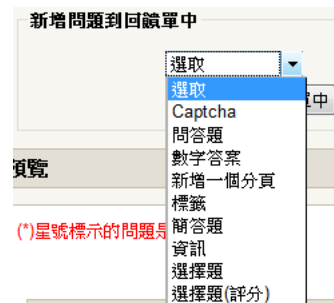 新增問題到回饋單中
選取
選取
Captcha
單中
問答題
數字答案
新增一個分頁
預覽
標籤
(*)星號標示的問題是
簡答題
資訊
選擇題
選擇題(評分)